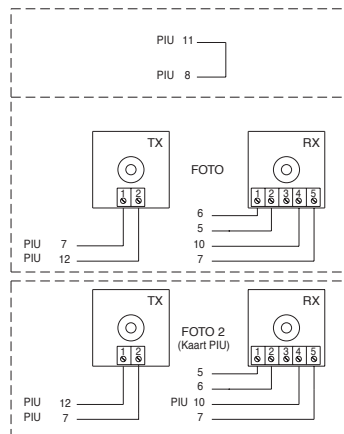 PIU 11
PIU 8
TX
FOTO
RX
1 2
1 2 3 4 5
6
5
PIU 7
10
PIU 12
7
TX
FOTO 2
(Kaart PIU)
RX
1 2
1 2 3 4 5
5
6
PIU 12
PIU 10
PIU 7
7